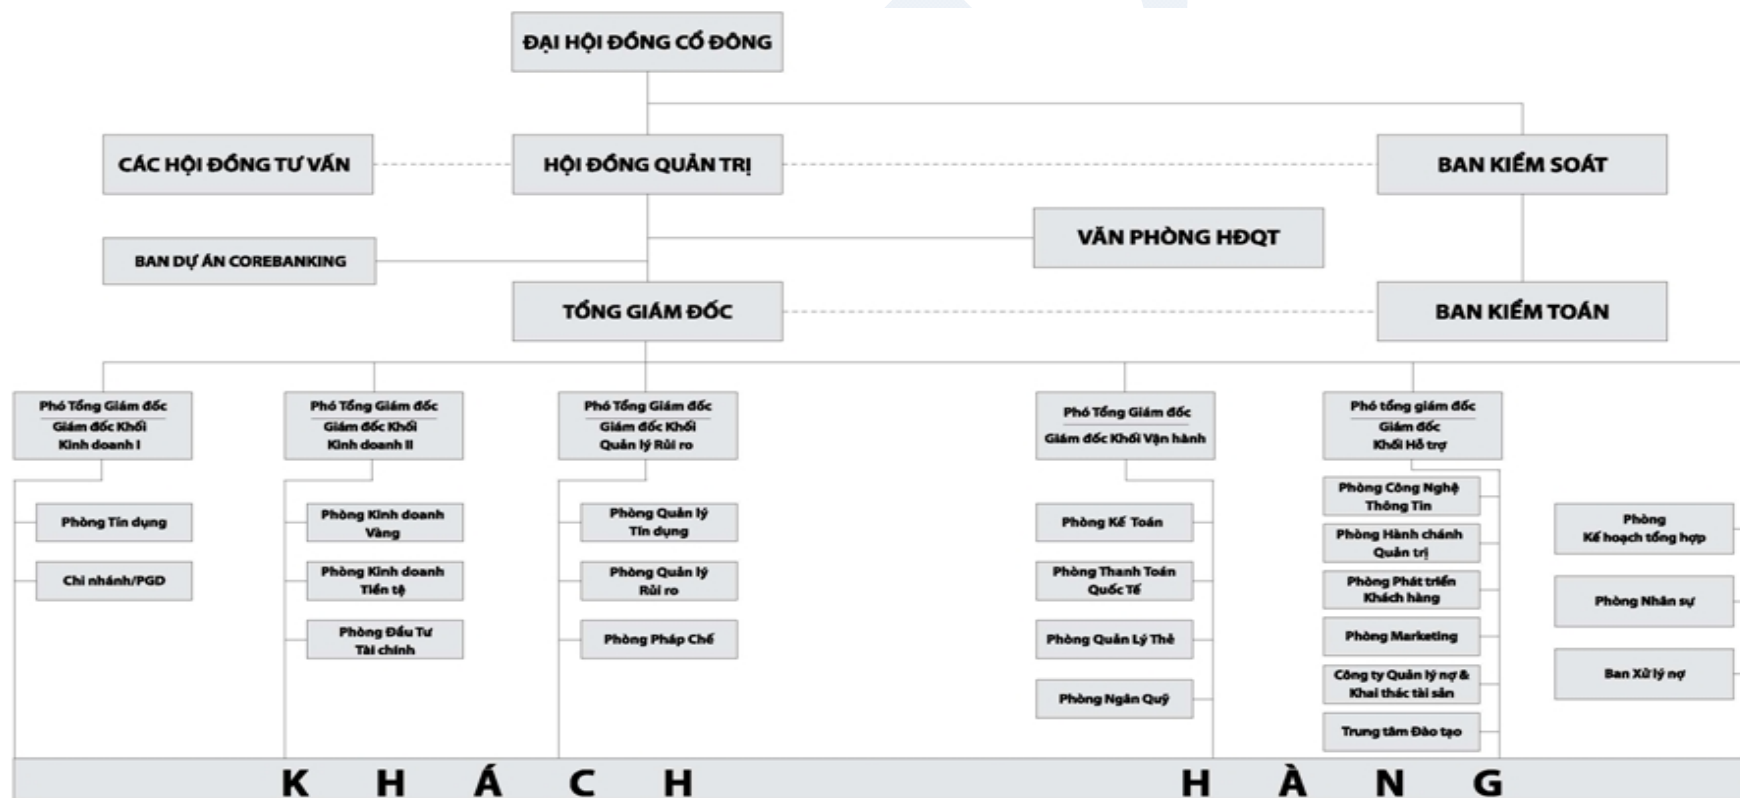 ĐẠI HỘI ĐỒNG CỔ ĐÔNG
CÁC HỘI ĐỒNG TƯ VẤN
HỘI ĐỒNG QUẢN TRỊ
BAN KIỂM SOÁT
VĂN PHÒNG HĐQT
BAN DỰ ÁN COREBANKING
TỔNG GIÁM ĐỐC
BAN KIỂM TOÁN
Phó Tổng Giám đốc
Giám đốc Khối
Kinh doanh I
Phó Tổng Giám đốc
Giám đốc Khối
Kinh doanh II
Phó Tổng Giám đốc
Giám đốc Khối
Quản lý Rủi ro
Phó Tổng Giám đốc
Giám đốc Khối Vận hành
Phó tổng giám đốc
Giám đốc
Khối Hỗ trợ
Phòng Tín dụng
Chi nhánh/PGD
Phòng Kinh doanh
Vàng
Phòng Kinh doanh
Tiền tệ
Phòng Đầu Tư
Tài chính
Phòng Quản lý
Tín dụng
Phòng Quản lý
Rủi ro
Phòng Pháp Chế
Phòng Kế Toán
Phòng Thanh Toán
Quốc Tế
Phòng Quản Lý Thẻ
Phòng Ngân Quỹ
Phòng Công Nghệ
Thông Tin
Phòng Hành chánh
Quản trị
Phòng Phát triển
Khách hàng
Phòng Marketing
Công ty Quản lý nợ &
Khai thác tài sản
Trung tâm Đào tạo
Phòng
Kế hoạch tổng hợp
Phòng Nhân sự
Ban Xử lý nợ
K H Á C H H À N G